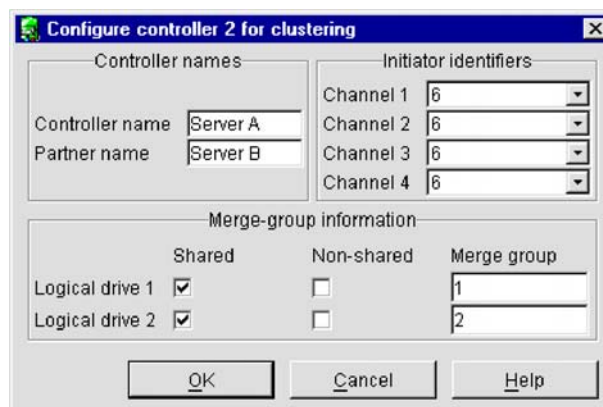 Configure controller 2 for clustering
Controller names
Controller name Server A
Partner name Server B
Initiator identifiers
Channel 1 6
Channel 2 6
Channel 3 6
Channel 4 6
Merge-group information
Shared Non-shared Merge group
Logical drive 1 1
Logical drive 2 2
OK Cancel Help